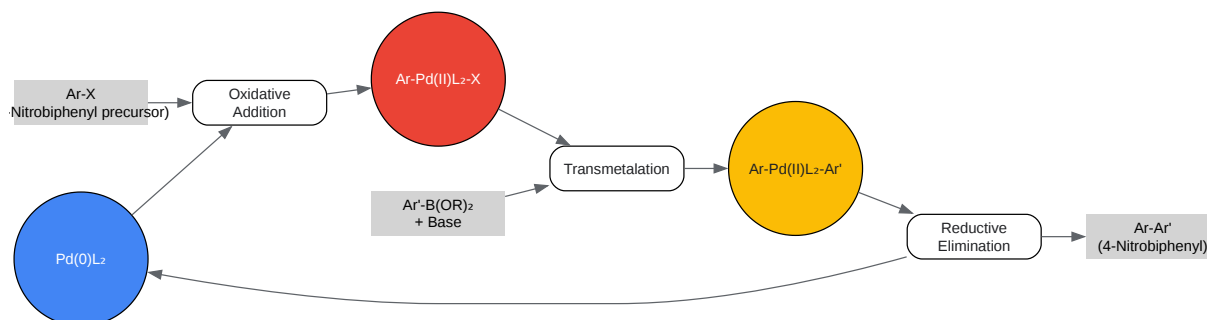 Ar-X
-Nitrobiphenyl precursor)
Oxidative
Addition
Ar-Pd(II)L₂-X
Transmetalation
Ar'-B(OR)₂
+ Base
Ar-Pd(II)L₂-Ar'
Reductive
Elimination
Ar-Ar'
(4-Nitrobiphenyl)
Pd(0)L₂